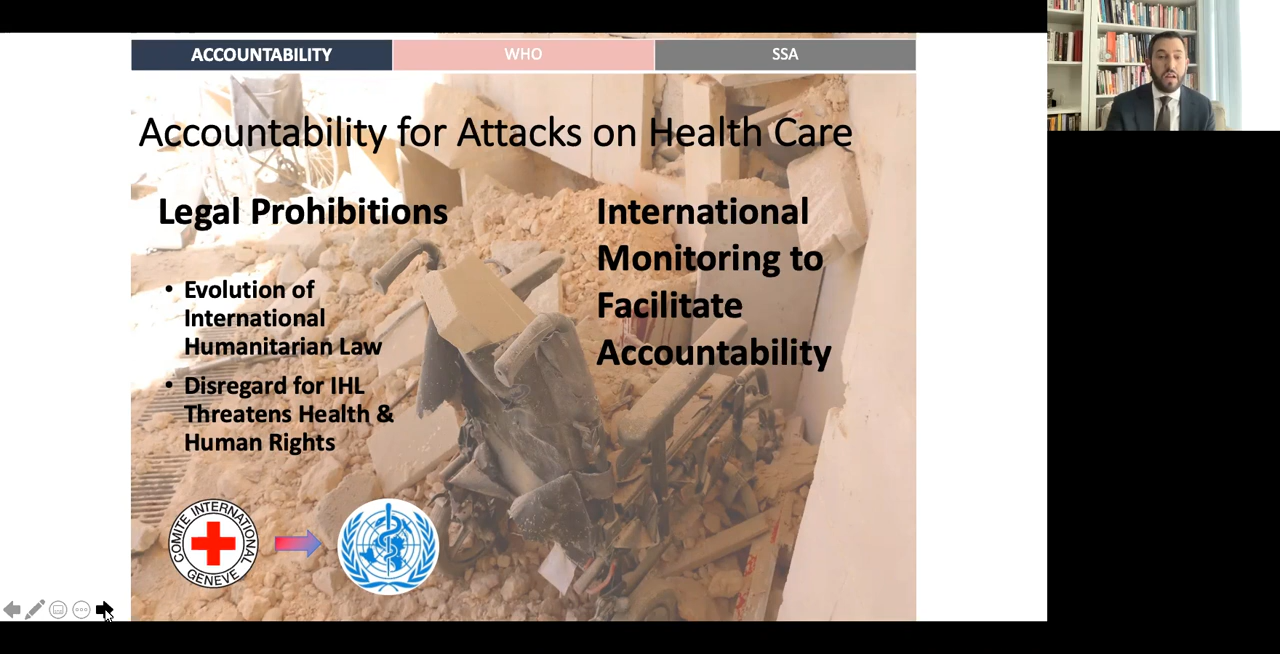 ACCOUNTABILITY
WHO
SSA
Accountability for Attacks on Health Care
Legal Prohibitions
• Evolution of
International
Humanitarian Law
• Disregard for IHL
Threatens Health &
Human Rights
International
Monitoring to
Facilitate
Accountability
COMITE INTERNATIONAL
GENEVE